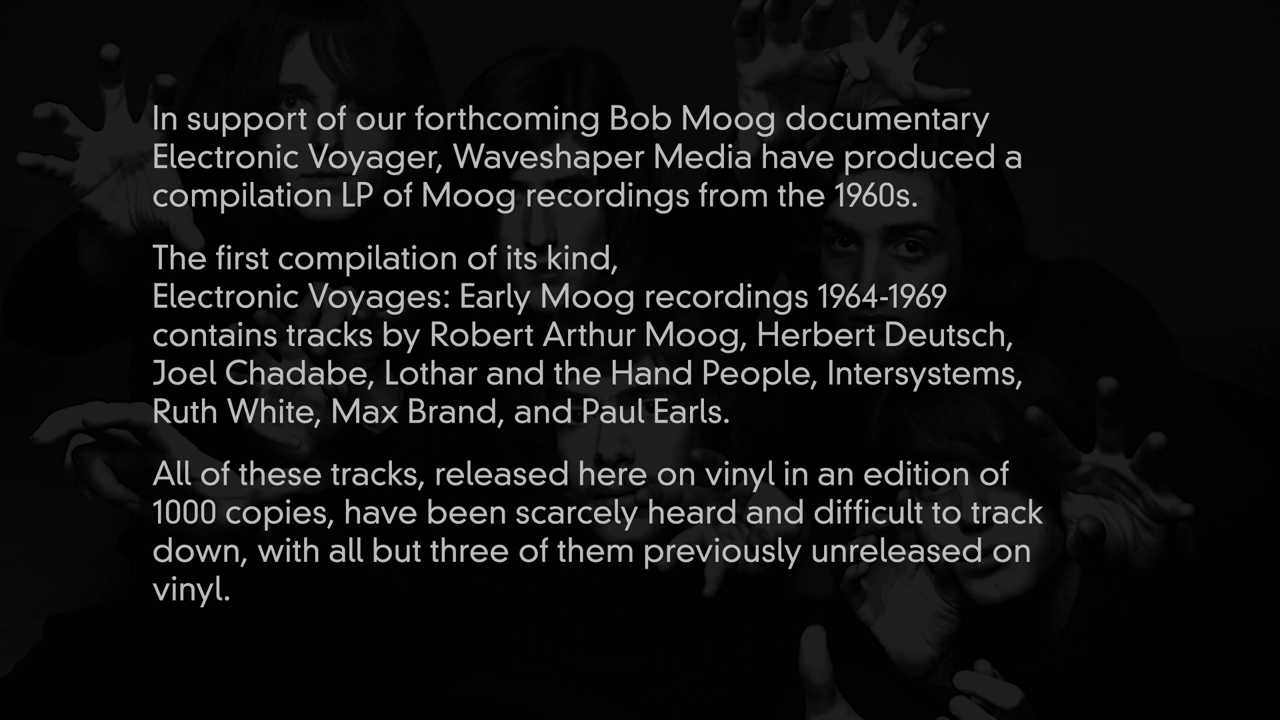 In support of our forthcoming Bob Moog documentary
Electronic Voyager, Waveshaper Media have produced a
compilation LP of Moog recordings from the 1960s.
The first compilation of its kind,
Electronic Voyages: Early Moog recordings 1964-1969
contains tracks by Robert Arthur Moog, Herbert Deutsch,
Joel Chadabe, Lothar and the Hand People, Intersystems,
Ruth White, Max Brand, and Paul Earls.
All of these tracks, released here on vinyl in an edition of
1000 copies, have been scarcely heard and difficult to track
down, with all but three of them previously unreleased on
vinyl.